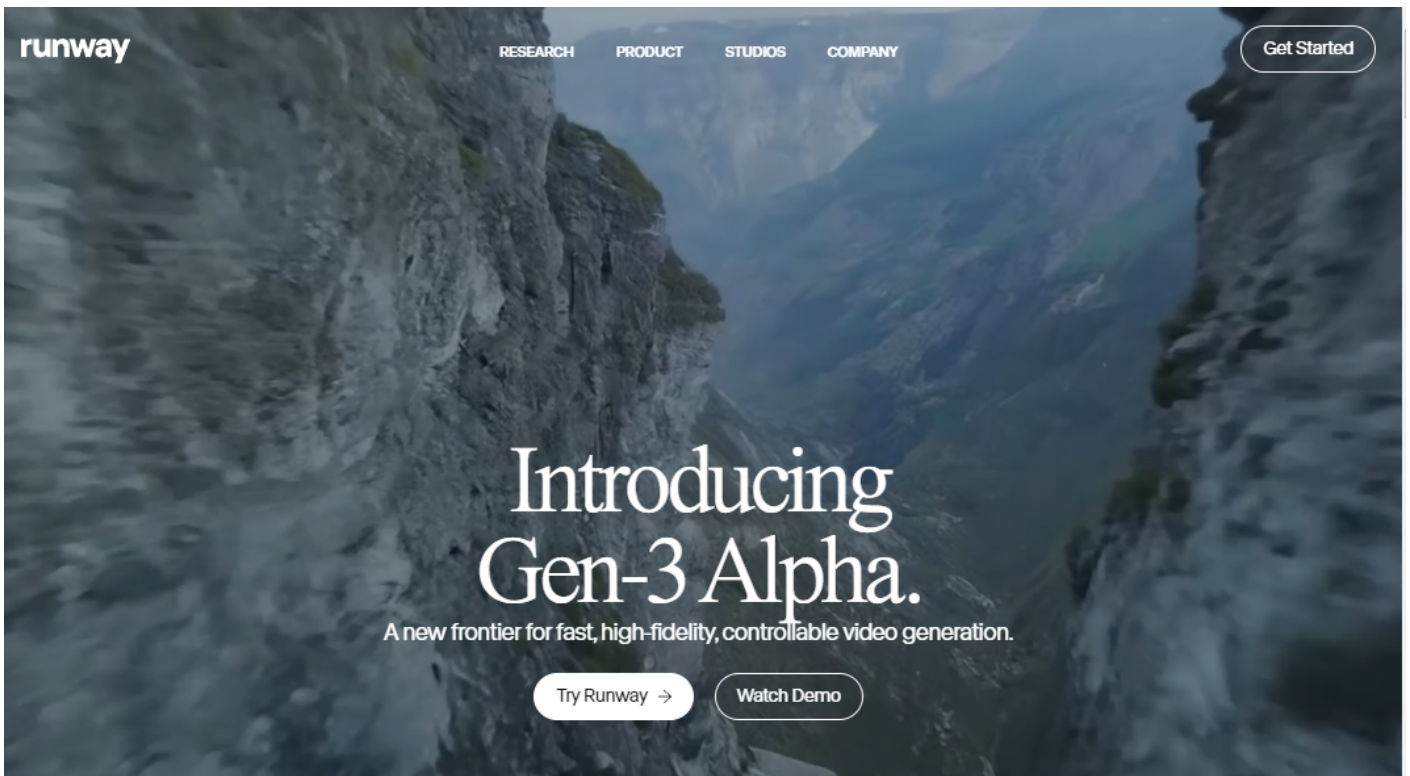 runway
RESEARCH PRODUCT STUDIOS COMPANY
Get Started
Introducing
Gen-3 Alpha.
A new frontier for fast, high-fidelity, controllable video generation.
Try Runway →
Watch Demo